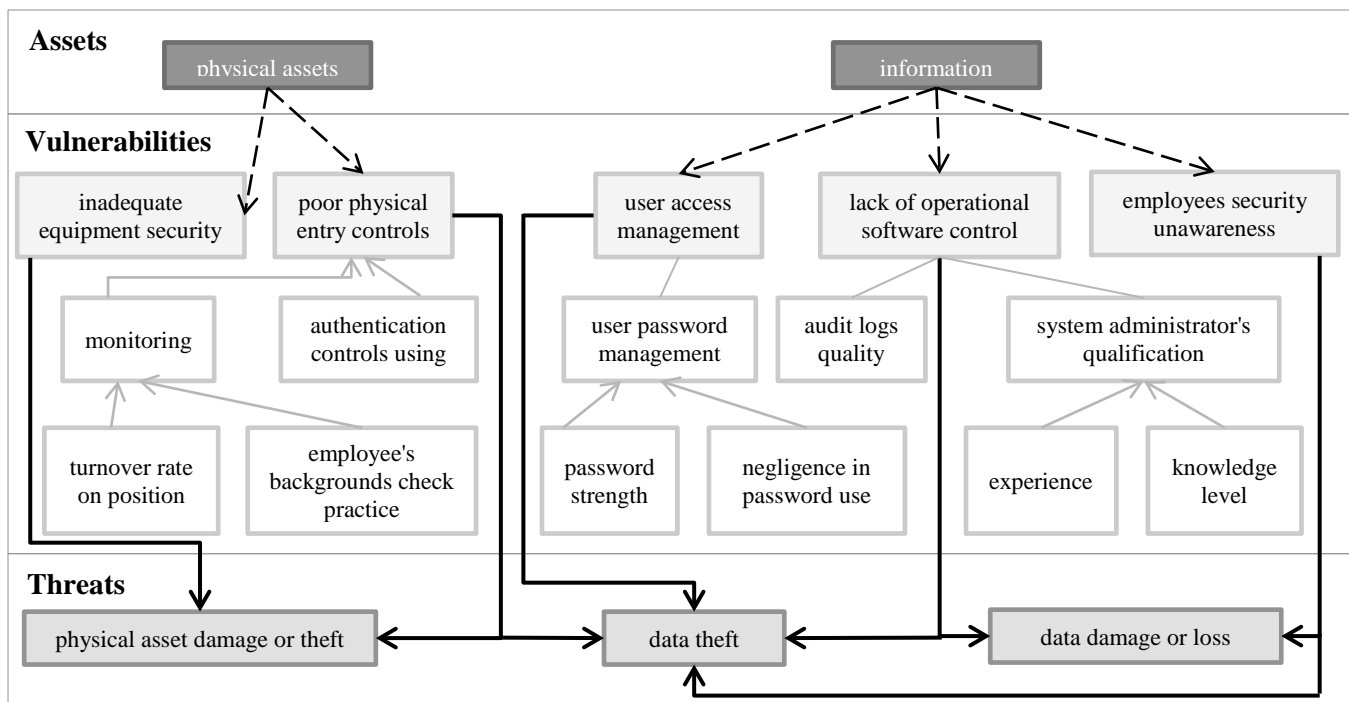 Assets
physical assets
information
Vulnerabilities
inadequate
equipment security
poor physical
entry controls
user access
management
lack of operational
software control
employees security
unawareness
monitoring
authentication
controls using
user password
management
audit logs
quality
system administrator's
qualification
turnover rate
on position
employee's
backgrounds check
practice
password
strength
negligence in
password use
experience
knowledge
level
Threats
physical asset damage or theft
data theft
data damage or loss